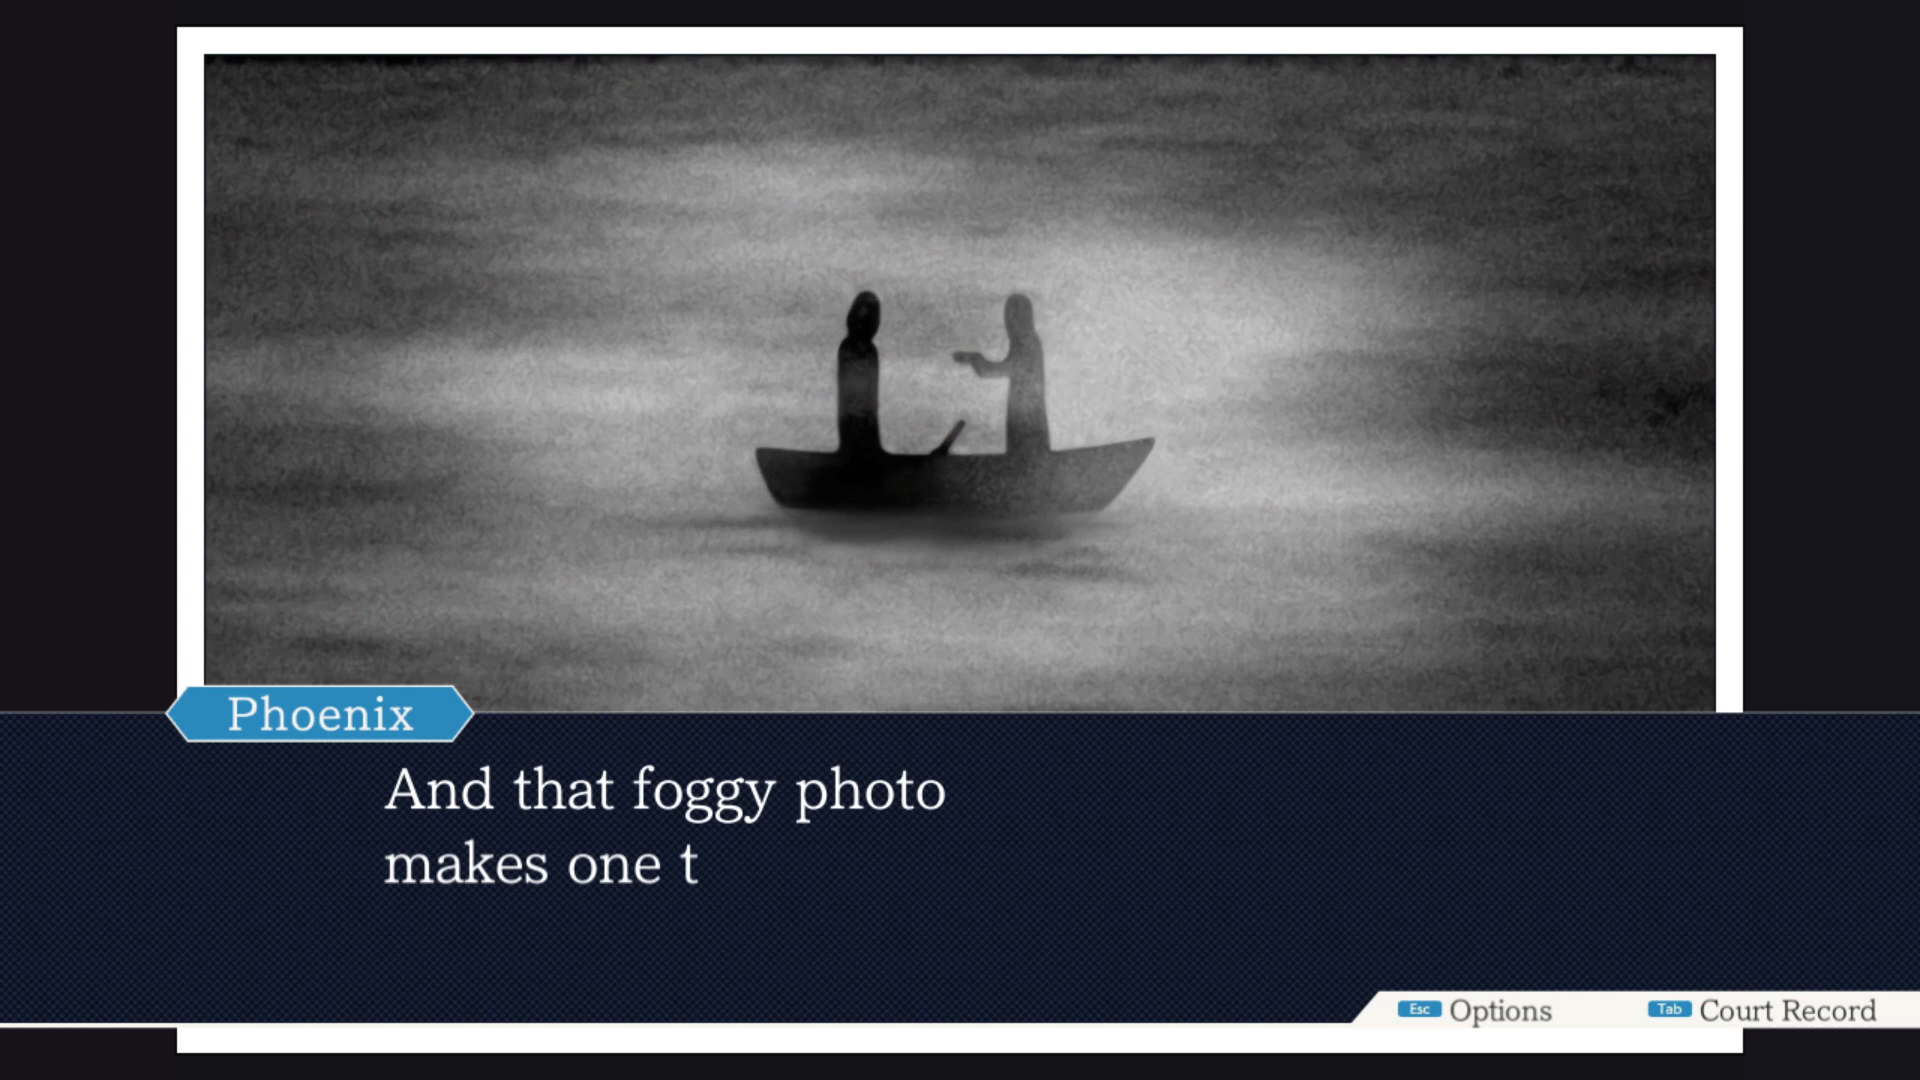 Phoenix
And that foggy photo
makes one t
Esc Options
Tab Court Record